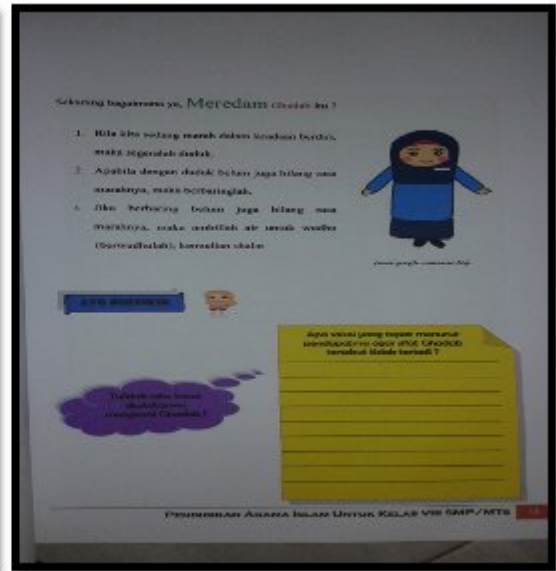 Sekarang bagaimana ya, Meredam Ghadab itu ?
1. Bila kita sedang marah dalam keadaan berdiri,
maka segeralah duduk.
2. Apabila dengan duduk belum juga hilang rasa
marahnya, maka berbaringlah.
Jika berbaring belum juga hilang rasa
marahnya, maka ambillah air untuk wudhu
(berwudhulah), kemudian shalat
Apa solusi yang tepat menurut
pendapatmu agar sifat Ghadab
tersebut tidak terjadi ?
mengenai Ghadab !
PENDIDIKAN AGAMA ISLAM UNTUK KELAS VIII SMP/MTS